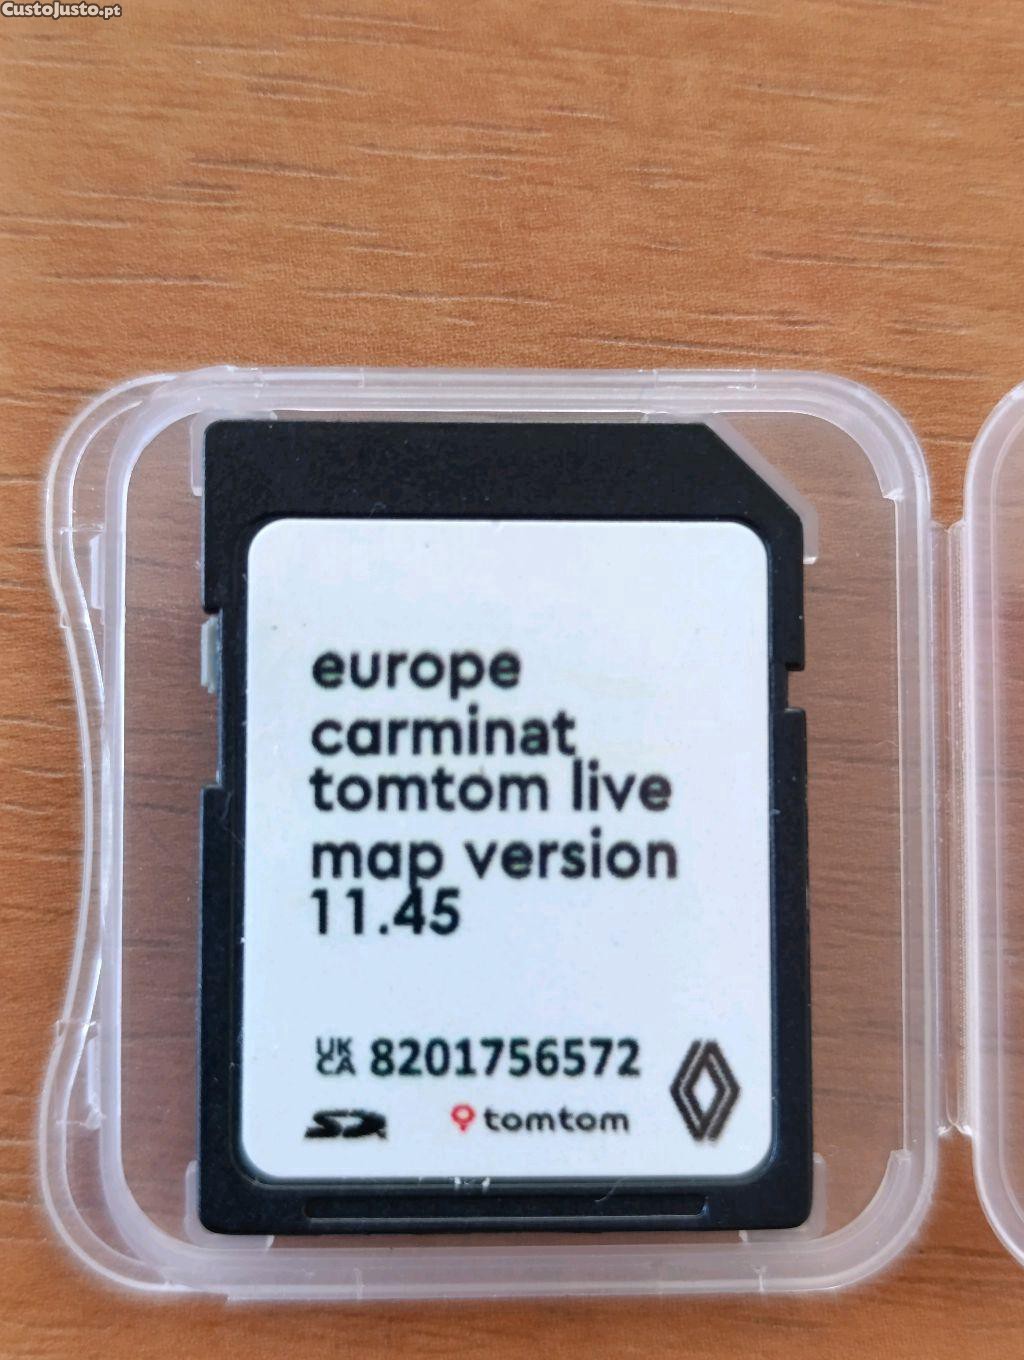 CustoJusto.pt
europe
carminat
tomtom live
map version
11.45
UK
CA 8201756572
SD
tomtom